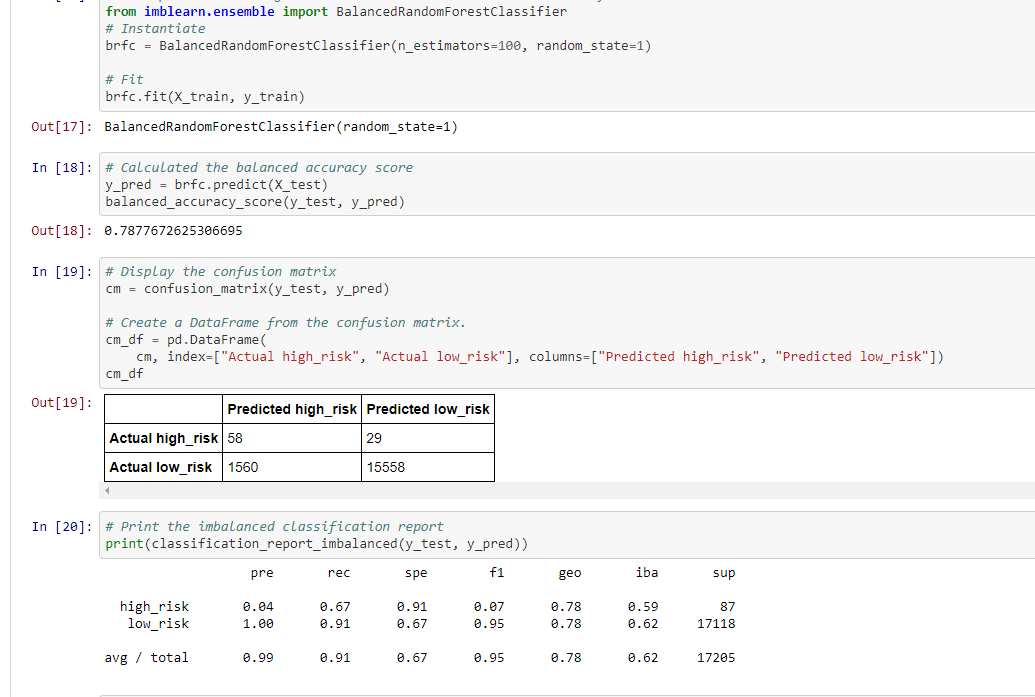 from imblearn.ensemble import BalancedRandomForestClassifier
# Instantiate
brfc = BalancedRandomForestClassifier(n_estimators=100, random_state=1)
# Fit
brfc.fit(X_train, y_train)
Out[17]: BalancedRandomForestClassifier(random_state=1)
In [18]: # Calculated the balanced accuracy score
y_pred = brfc.predict(X_test)
balanced_accuracy_score(y_test, y_pred)
Out[18]: 0.7877672625306695
In [19]: # Display the confusion matrix
cm = confusion_matrix(y_test, y_pred)
# Create a DataFrame from the confusion matrix.
cm_df = pd.DataFrame(
cm, index=["Actual high_risk", "Actual low_risk"], columns=["Predicted high_risk", "Predicted low_risk"])
cm_df
Out[19]:
Predicted high_risk Predicted low_risk
Actual high_risk 58 29
Actual low_risk 1560 15558
In [20]: # Print the imbalanced classification report
print(classification_report_imbalanced(y_test, y_pred))
pre rec spe f1 geo iba sup
high_risk 0.04 0.67 0.91 0.07 0.78 0.59 87
low_risk 1.00 0.91 0.67 0.95 0.78 0.62 17118
avg / total 0.99 0.91 0.67 0.95 0.78 0.62 17205